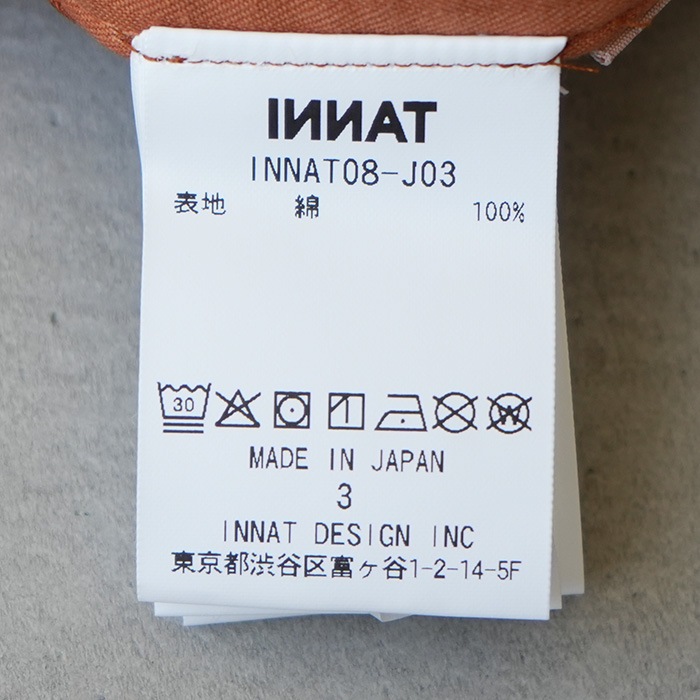 INNAT
INNAT08-J03
表地 綿 100%
30 W
MADE IN JAPAN
3
INNAT DESIGN INC
東京都渋谷区富ヶ谷1-2-14-5F